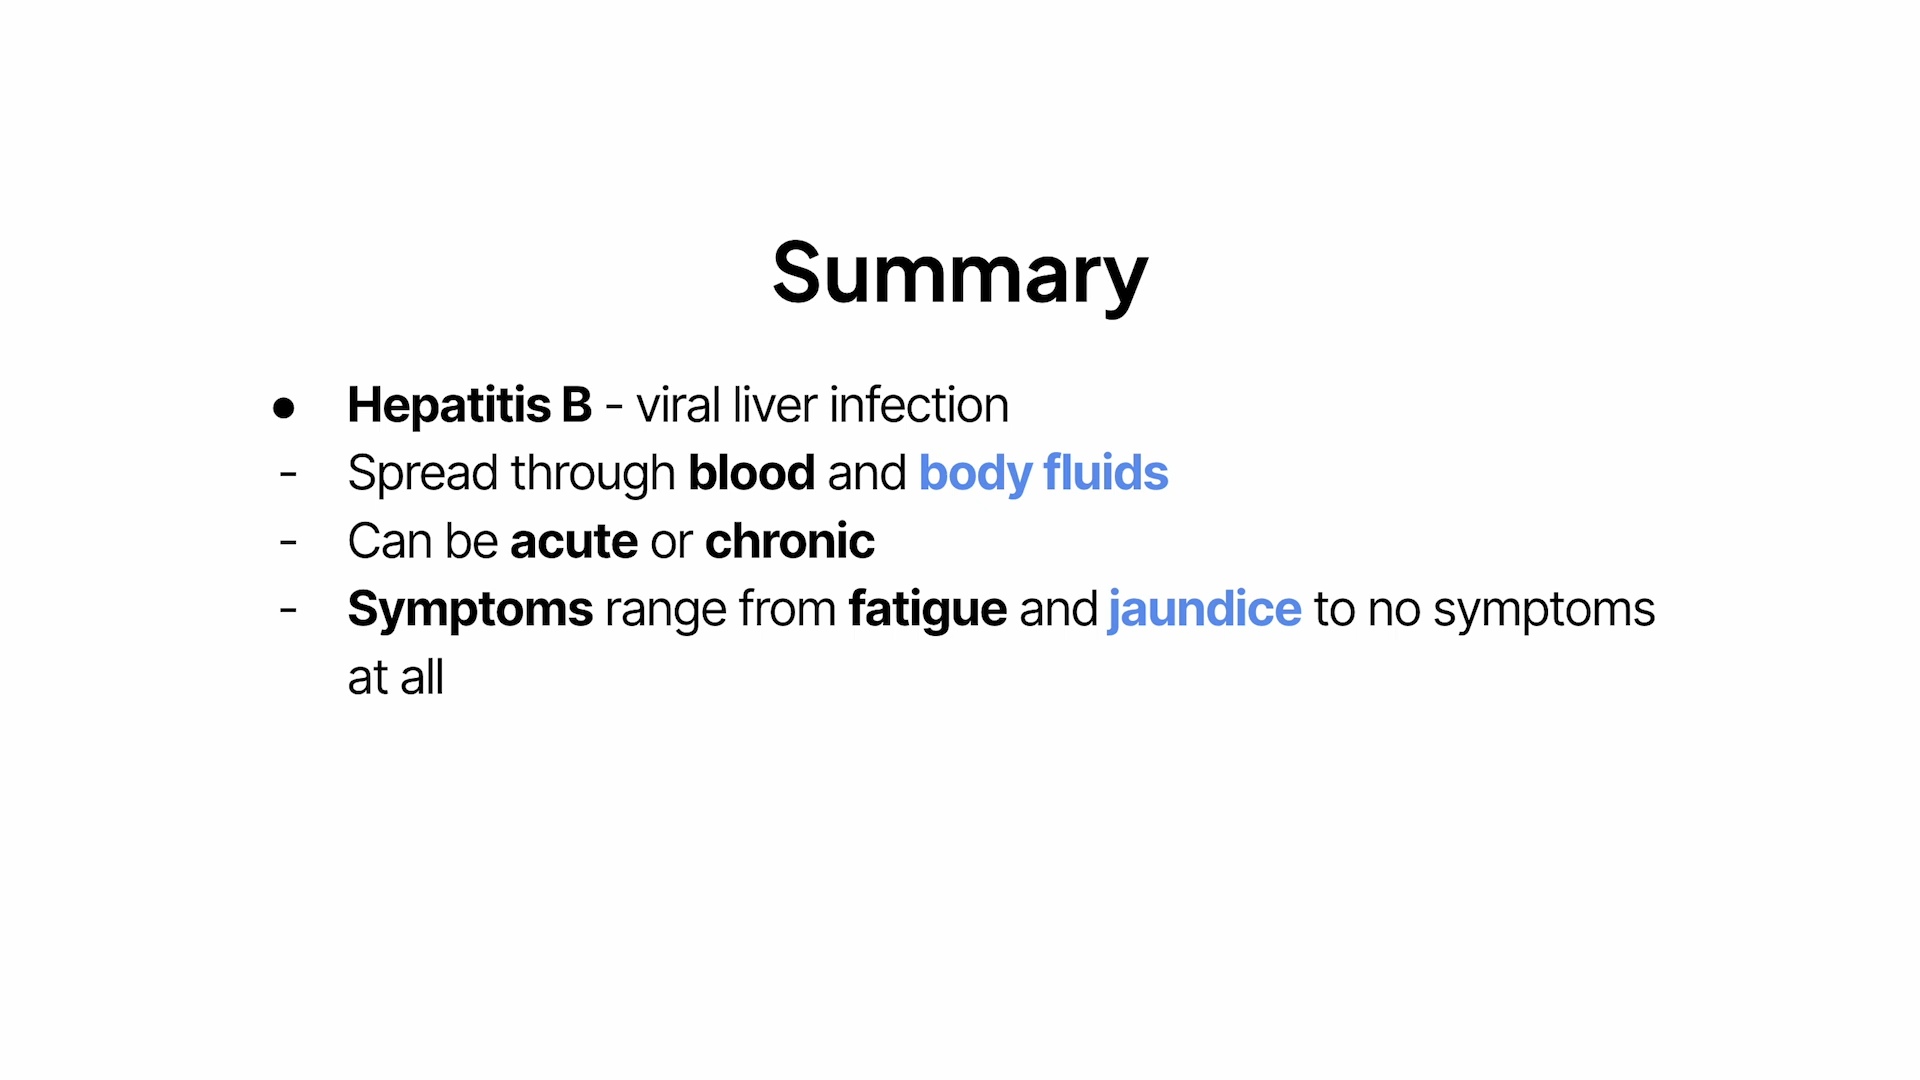 Summary
● Hepatitis B - viral liver infection
- Spread through blood and body fluids
- Can be acute or chronic
- Symptoms range from fatigue and jaundice to no symptoms
at all